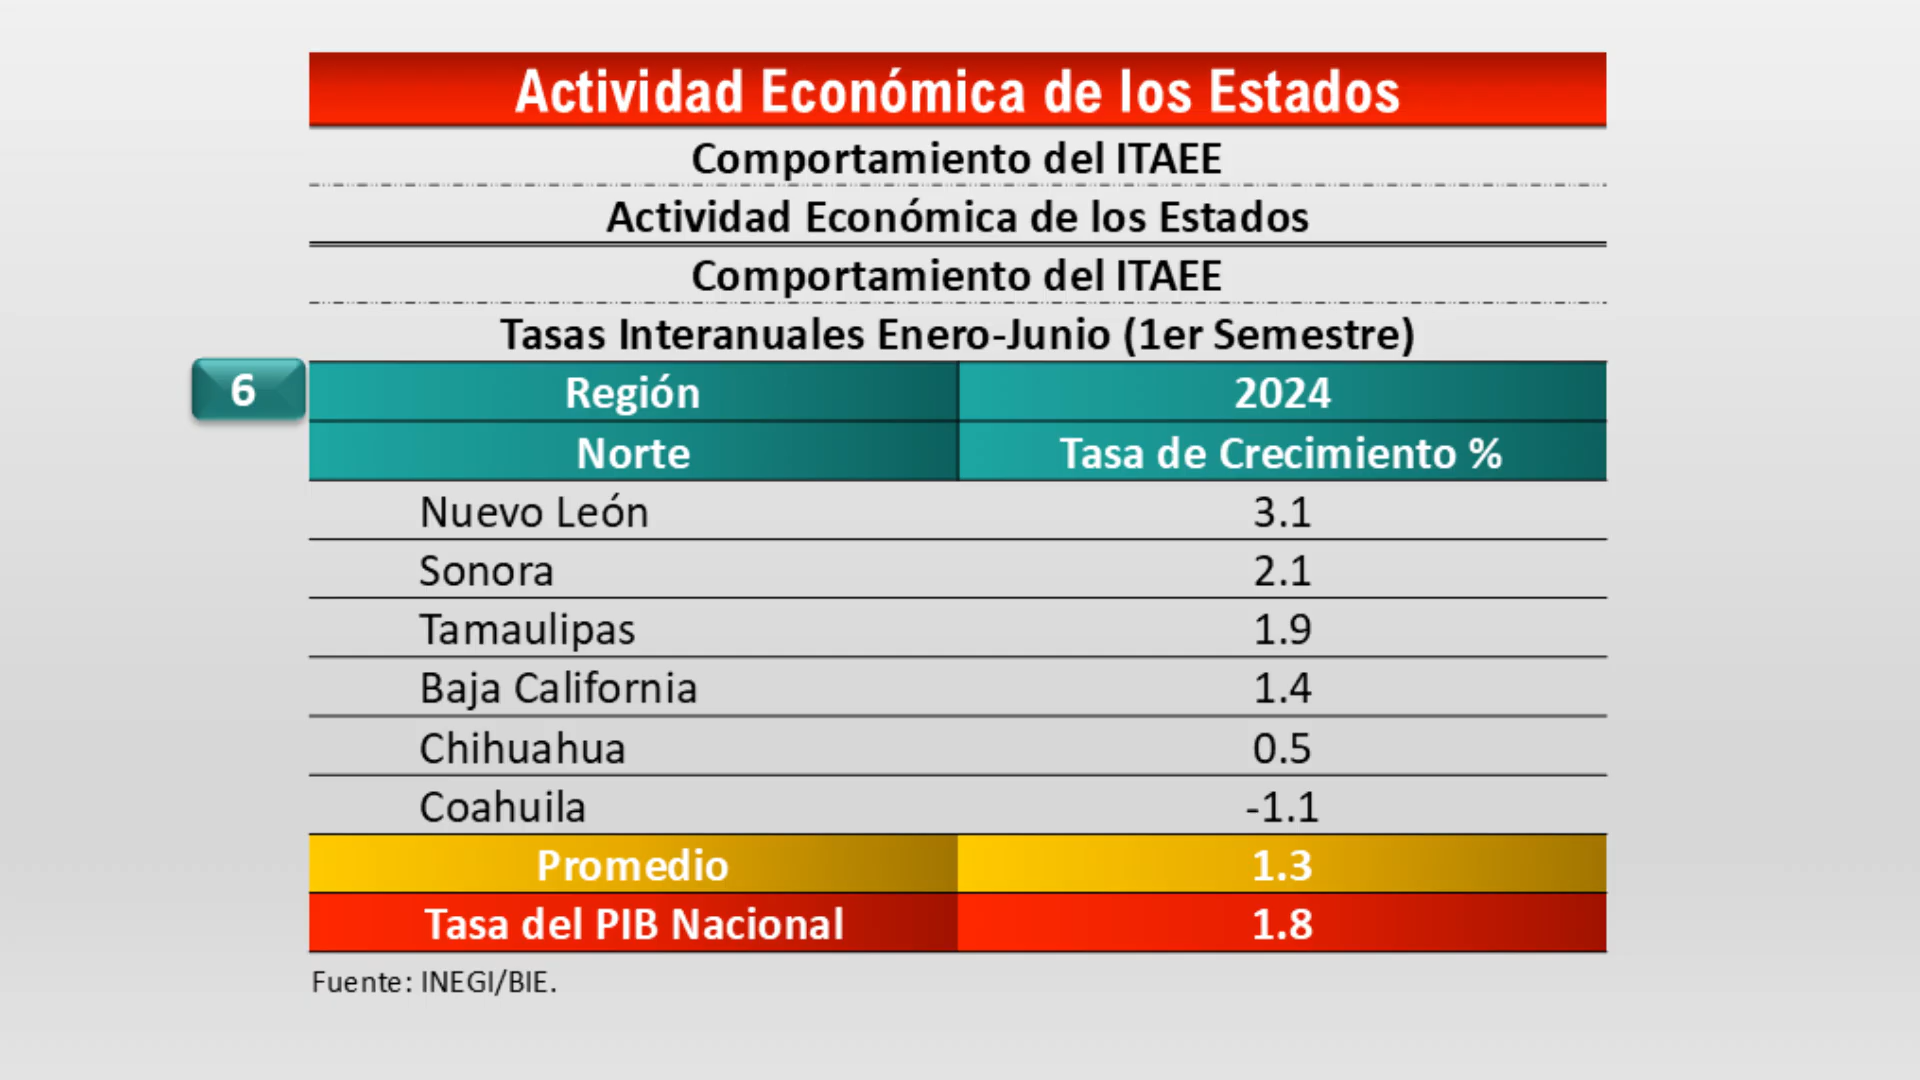 Actividad Económica de los Estados
Comportamiento del ITAEE
Actividad Económica de los Estados
Comportamiento del ITAEE
Tasas Interanuales Enero-Junio (1er Semestre)
6 Región 2024
Norte Tasa de Crecimiento %
Nuevo León 3.1
Sonora 2.1
Tamaulipas 1.9
Baja California 1.4
Chihuahua 0.5
Coahuila -1.1
Promedio 1.3
Tasa del PIB Nacional 1.8
Fuente: INEGI/BIE.